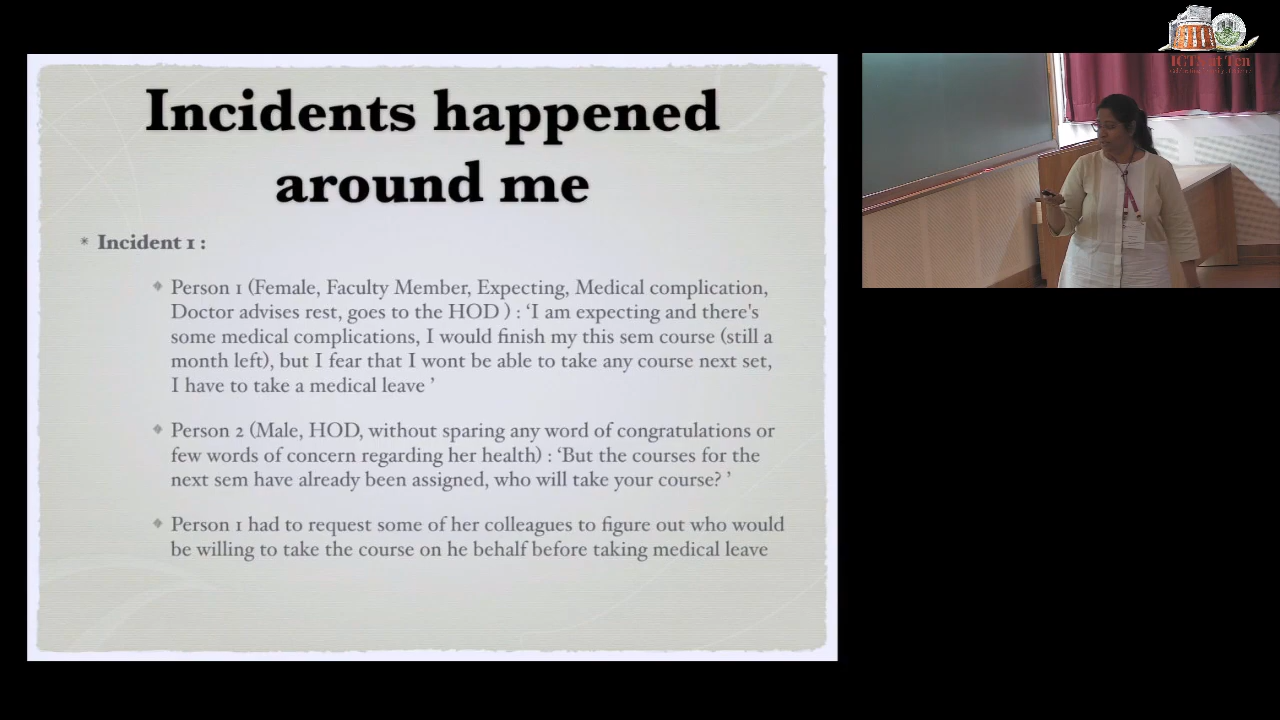 Incidents happened
around me
* Incident 1 :
Person 1 (Female, Faculty Member, Expecting, Medical complication,
Doctor advises rest, goes to the HOD ) : ‘I am expecting and there's
some medical complications, I would finish my this sem course (still a
month left), but I fear that I wont be able to take any course next set,
I have to take a medical leave ’
Person 2 (Male, HOD, without sparing any word of congratulations or
few words of concern regarding her health) : ‘But the courses for the
next sem have already been assigned, who will take your course? ’
Person 1 had to request some of her colleagues to figure out who would
be willing to take the course on he behalf before taking medical leave
ICTS at Ten